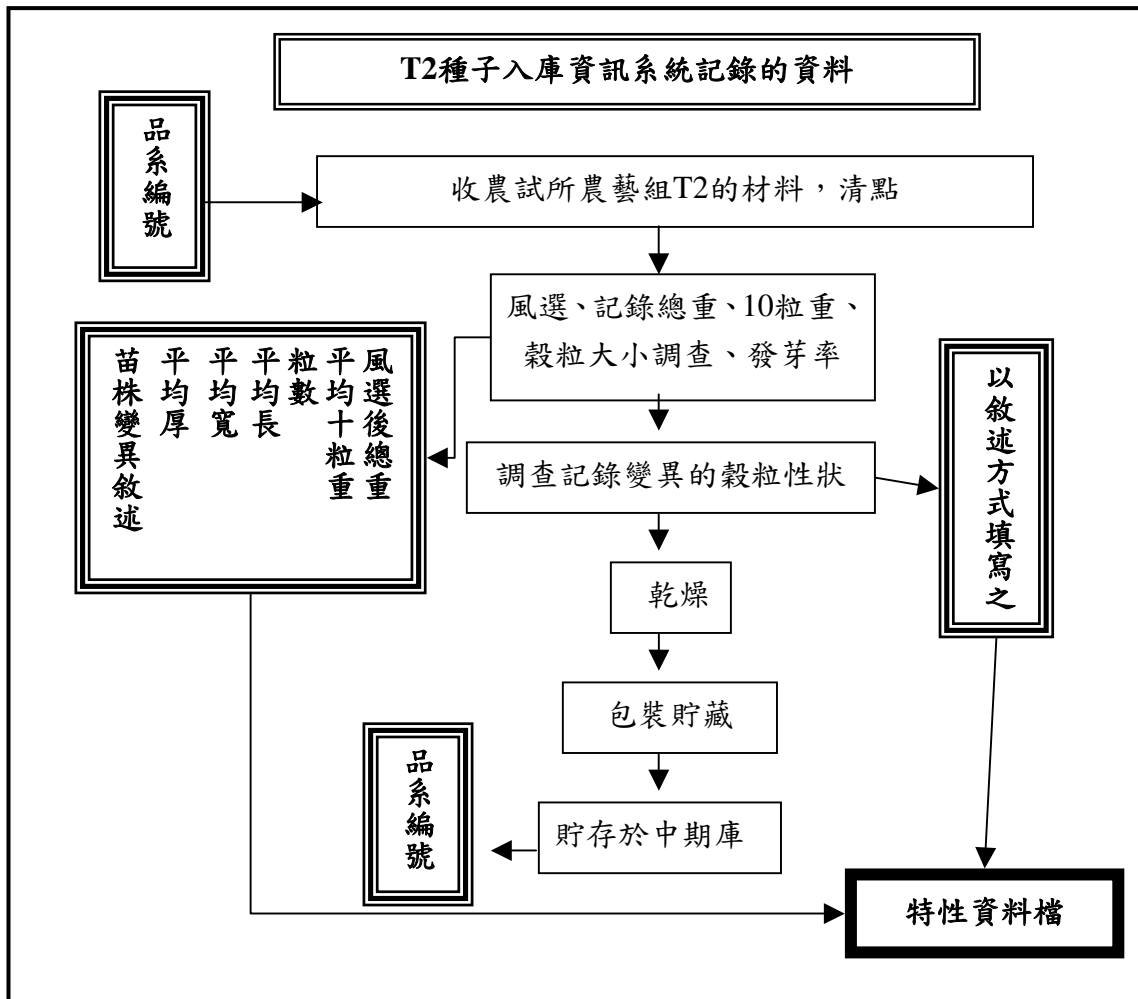 T2種子入庫資訊系統記錄的資料
品系編號
收農試所農藝組T2的材料，清點
風選、記錄總重、10粒重、
穀粒大小調查、發芽率
風選後總重
平均十粒重
粒數
平均長
平均寬
平均厚
苗株變異敘述
調查記錄變異的穀粒性狀
以敘述方式填寫之
乾燥
包裝貯藏
品系編號
貯存於中期庫
特性資料檔